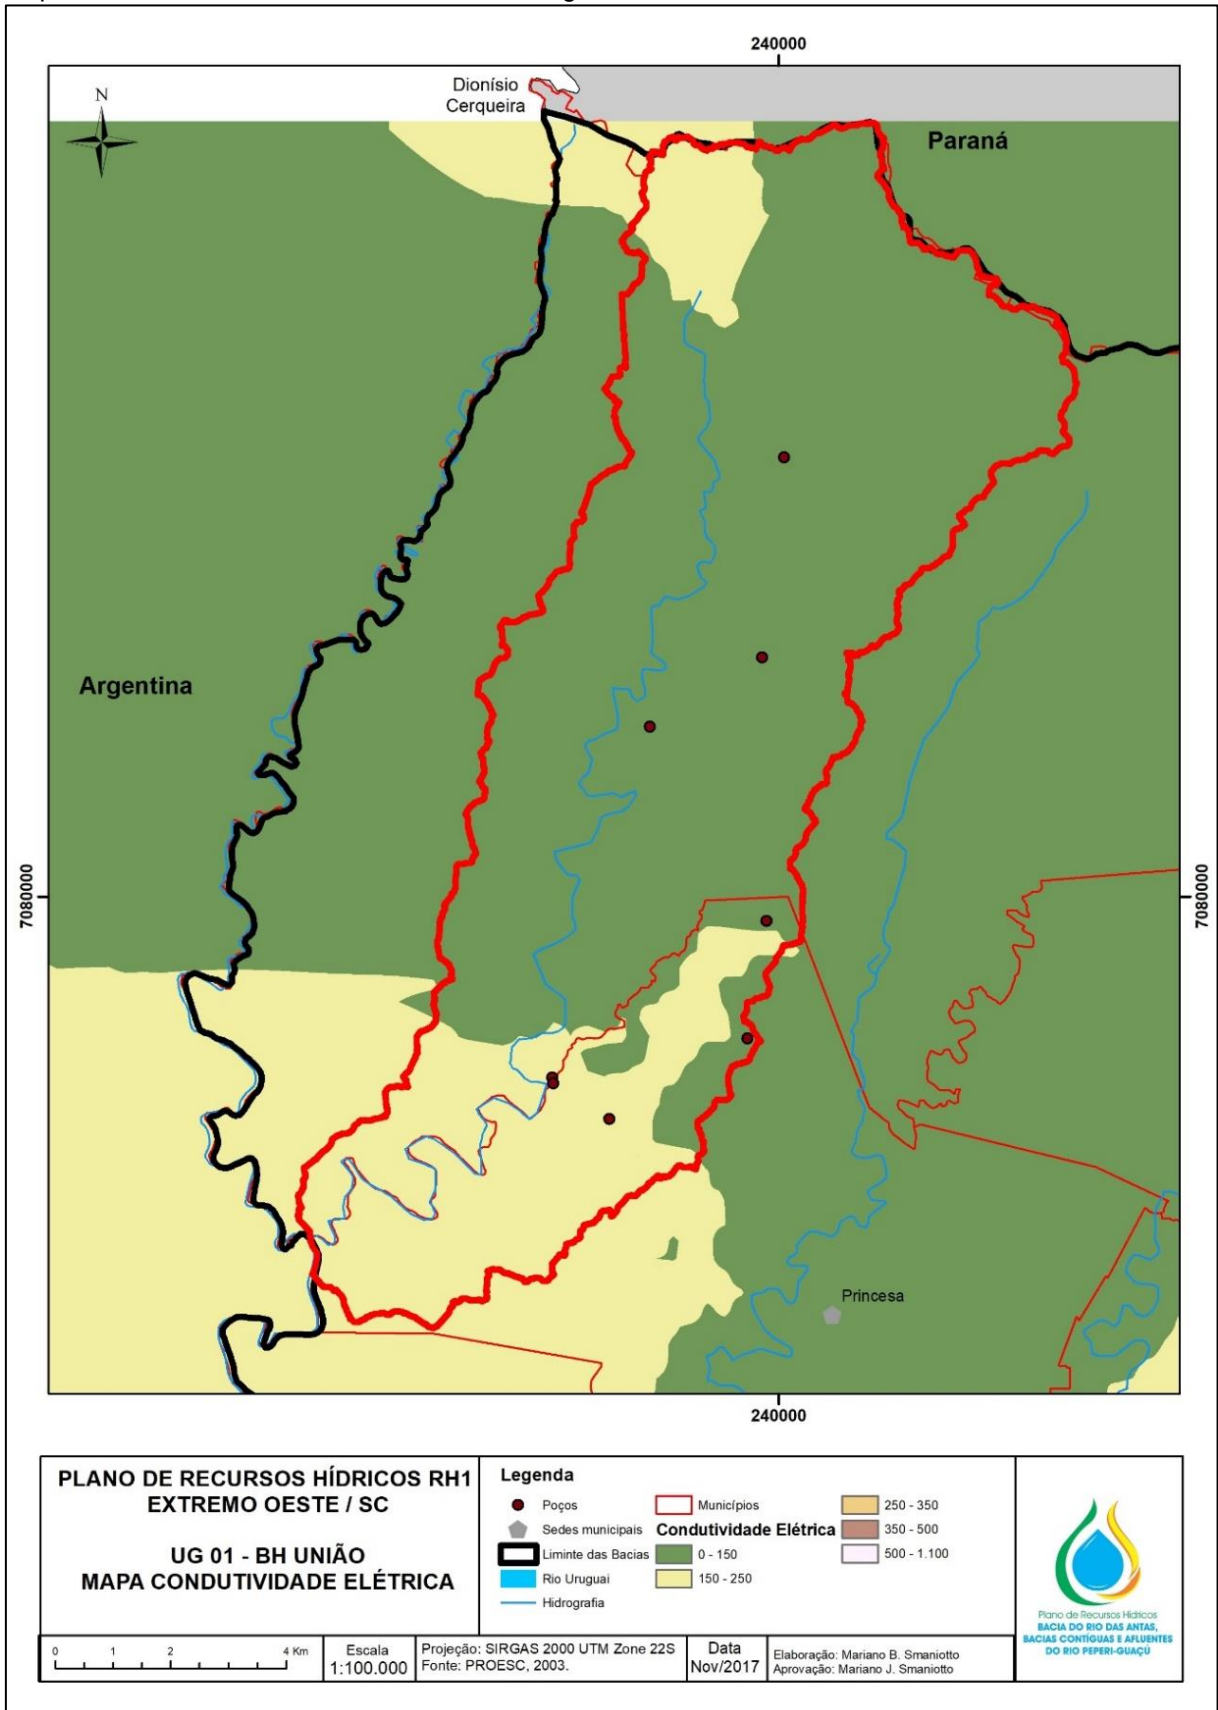 240000
Dionísio
Cerqueira
N
Paraná
Argentina
7080000
7080000
Princesa
240000
PLANO DE RECURSOS HÍDRICOS RH1
EXTREMO OESTE / SC
UG 01 - BH UNIÃO
MAPA CONDUTIVIDADE ELÉTRICA
Legenda
Poços
Sedes municipais
Liminte das Bacias
Rio Uruguai
Hidrografia
Municípios
Condutividade Elétrica
0 - 150
150 - 250
250 - 350
350 - 500
500 - 1.100
0 1 2 4 Km
Escala
1:100.000
Projeção: SIRGAS 2000 UTM Zone 22S
Fonte: PROESC, 2003.
Data
Nov/2017
Elaboração: Mariano B. Smaniotto
Aprovação: Mariano J. Smaniotto
Plano de Recursos Hídricos
BACIA DO RIO DAS ANTAS,
BACIAS CONTÍGUAS E AFLUENTES
DO RIO PEPERI-GUAÇÚ